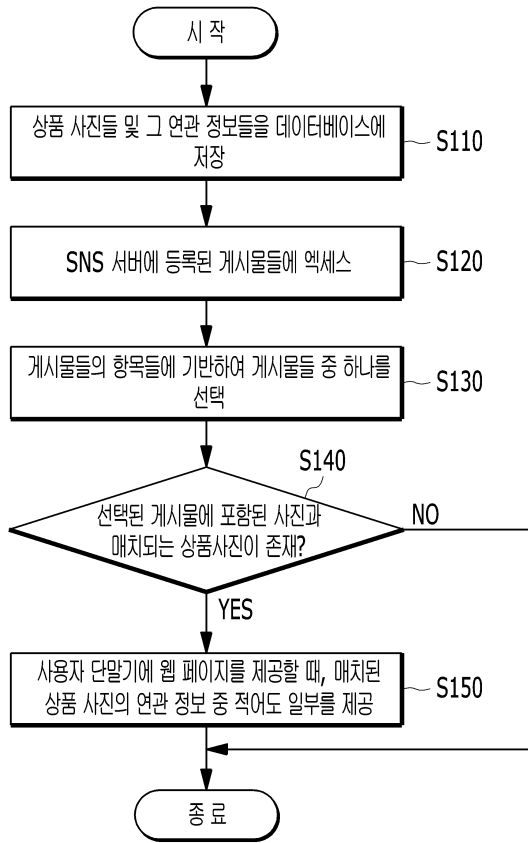 시 작
상품 사진들 및 그 연관 정보들을 데이터베이스에
저장
S110
SNS 서버에 등록된 게시물들에 엑세스
S120
게시물들의 항목들에 기반하여 게시물들 중 하나를
선택
S130
S140
선택된 게시물에 포함된 사진과
매치되는 상품사진이 존재?
NO
YES
사용자 단말기에 웹 페이지를 제공할 때, 매치된
상품 사진의 연관 정보 중 적어도 일부를 제공
S150
종 료